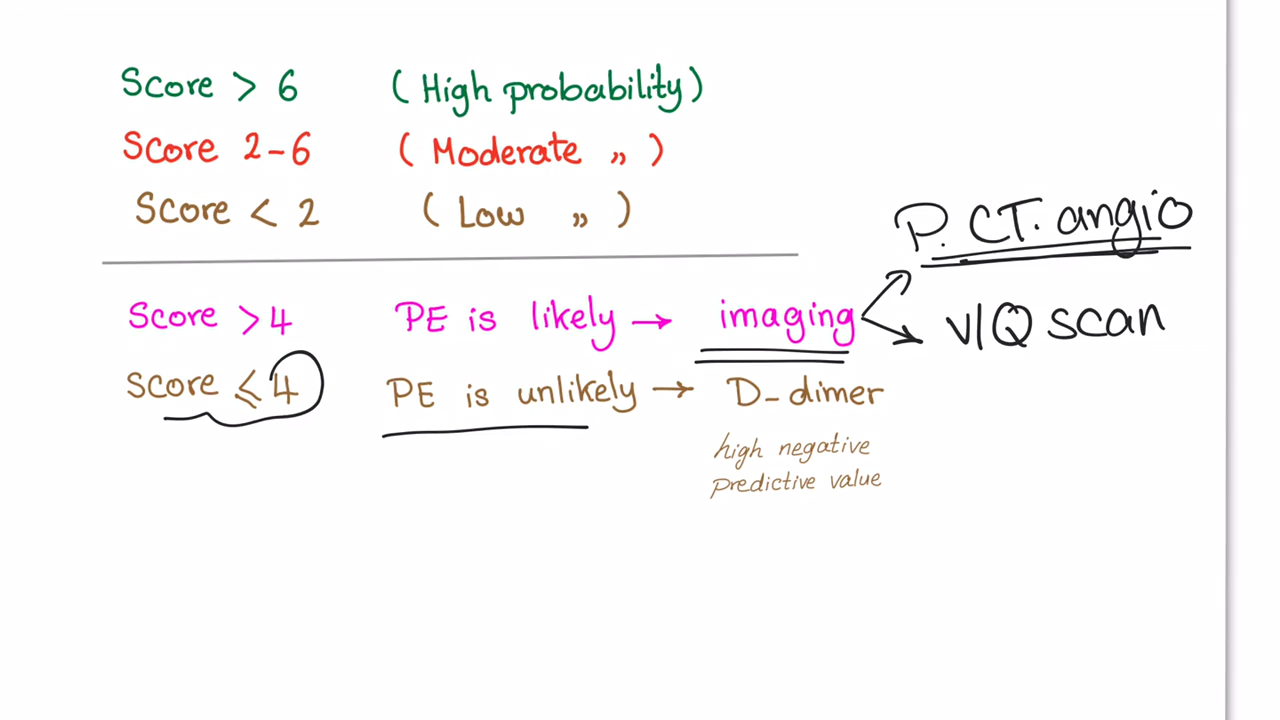 Score > 6 (High probability)
Score 2-6 (Moderate „ )
Score < 2 (Low „ )
P. CT. angio
Score >4 PE is likely → imaging
V/Q scan
Score ≤ 4 PE is unlikely → D-dimer
high negative
predictive value